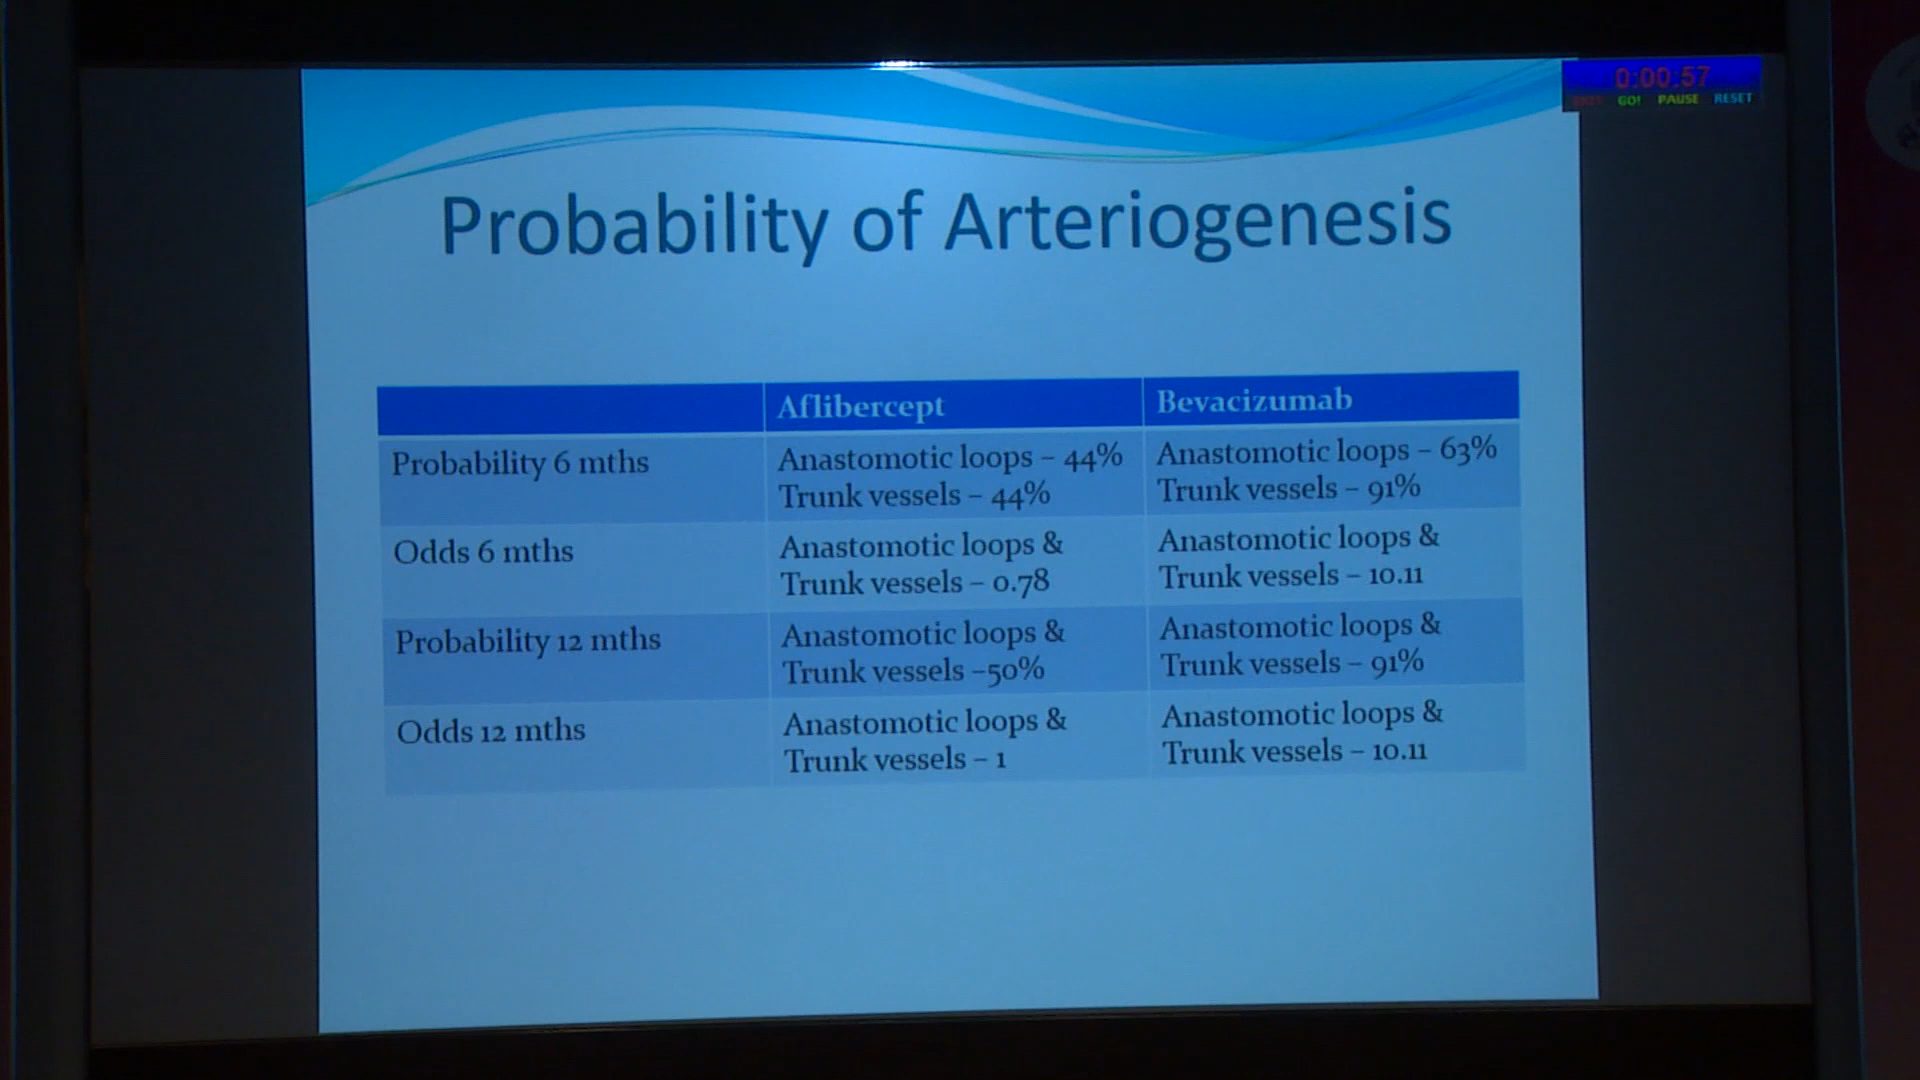 0:00:57
EXIT GO! PAUSE RESET
Probability of Arteriogenesis
Aflibercept Bevacizumab
Probability 6 mths Anastomotic loops – 44% Anastomotic loops – 63%
Trunk vessels – 44% Trunk vessels – 91%
Odds 6 mths Anastomotic loops & Anastomotic loops &
Trunk vessels – 0.78 Trunk vessels – 10.11
Probability 12 mths Anastomotic loops & Anastomotic loops &
Trunk vessels –50% Trunk vessels – 91%
Odds 12 mths Anastomotic loops & Anastomotic loops &
Trunk vessels – 1 Trunk vessels – 10.11